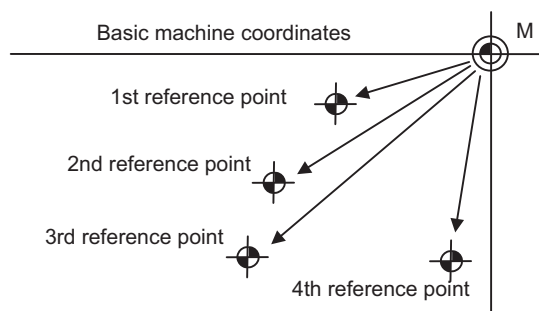 Basic machine coordinates
M
1st reference point
2nd reference point
3rd reference point
4th reference point